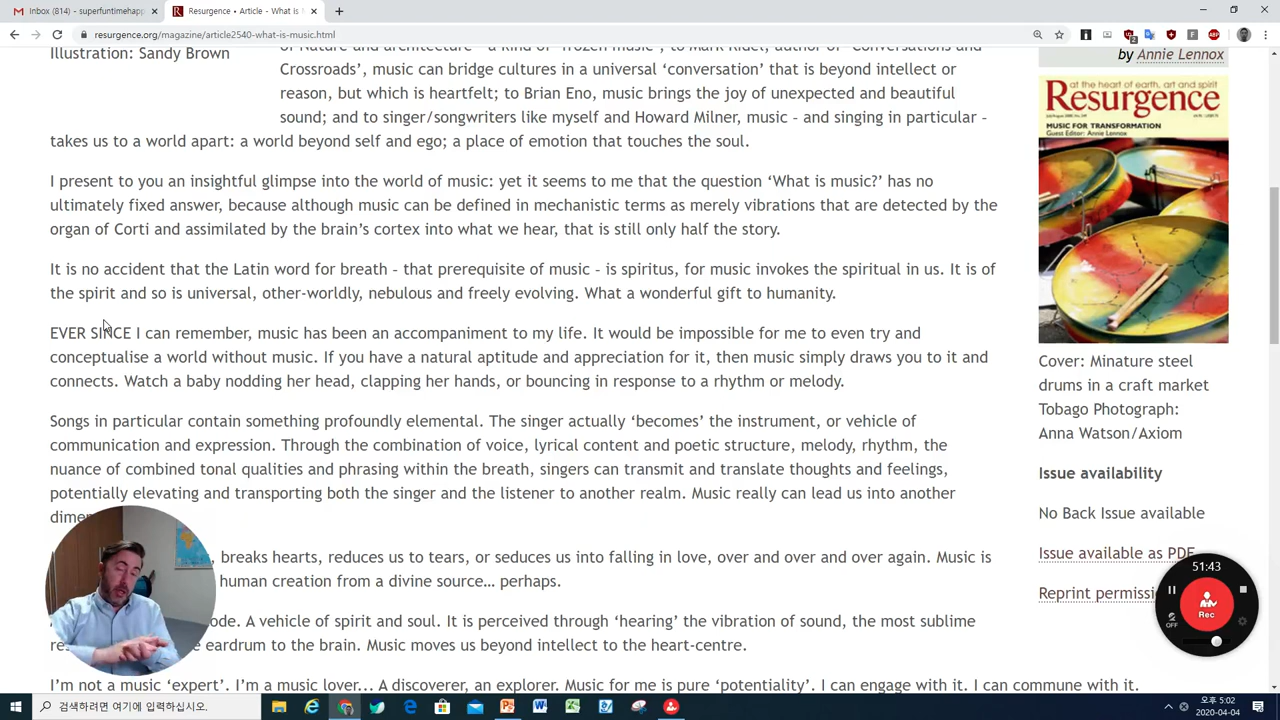 Inbox (814) - superfuntimehapp
Resurgence • Article - What is M
resurgence.org/magazine/article2540-what-is-music.html
Illustration: Sandy Brown
Crossroads’, music can bridge cultures in a universal ‘conversation’ that is beyond intellect or
reason, but which is heartfelt; to Brian Eno, music brings the joy of unexpected and beautiful
sound; and to singer/songwriters like myself and Howard Milner, music – and singing in particular –
takes us to a world apart: a world beyond self and ego; a place of emotion that touches the soul.
I present to you an insightful glimpse into the world of music: yet it seems to me that the question ‘What is music?’ has no
ultimately fixed answer, because although music can be defined in mechanistic terms as merely vibrations that are detected by the
organ of Corti and assimilated by the brain’s cortex into what we hear, that is still only half the story.
It is no accident that the Latin word for breath – that prerequisite of music – is spiritus, for music invokes the spiritual in us. It is of
the spirit and so is universal, other-worldly, nebulous and freely evolving. What a wonderful gift to humanity.
EVER SINCE I can remember, music has been an accompaniment to my life. It would be impossible for me to even try and
conceptualise a world without music. If you have a natural aptitude and appreciation for it, then music simply draws you to it and
connects. Watch a baby nodding her head, clapping her hands, or bouncing in response to a rhythm or melody.
Songs in particular contain something profoundly elemental. The singer actually ‘becomes’ the instrument, or vehicle of
communication and expression. Through the combination of voice, lyrical content and poetic structure, melody, rhythm, the
nuance of combined tonal qualities and phrasing within the breath, singers can transmit and translate thoughts and feelings,
potentially elevating and transporting both the singer and the listener to another realm. Music really can lead us into another
breaks hearts, reduces us to tears, or seduces us into falling in love, over and over and over again. Music is
human creation from a divine source… perhaps.
A vehicle of spirit and soul. It is perceived through ‘hearing’ the vibration of sound, the most sublime
eardrum to the brain. Music moves us beyond intellect to the heart-centre.
I’m not a music ‘expert’. I’m a music lover... A discoverer, an explorer. Music for me is pure ‘potentiality’. I can engage with it. I can commune with it.
by Annie Lennox
at the heart of earth, art and spirit
Resurgence
MUSIC FOR TRANSFORMATION
Guest Editor: Annie Lennox
Cover: Minature steel
drums in a craft market
Tobago Photograph:
Anna Watson/Axiom
Issue availability
No Back Issue available
Issue available as PDF
Reprint permissi
51:43
Rec
OFF
검색하려면 여기에 입력하십시오.
오후 5:02
2020-04-04